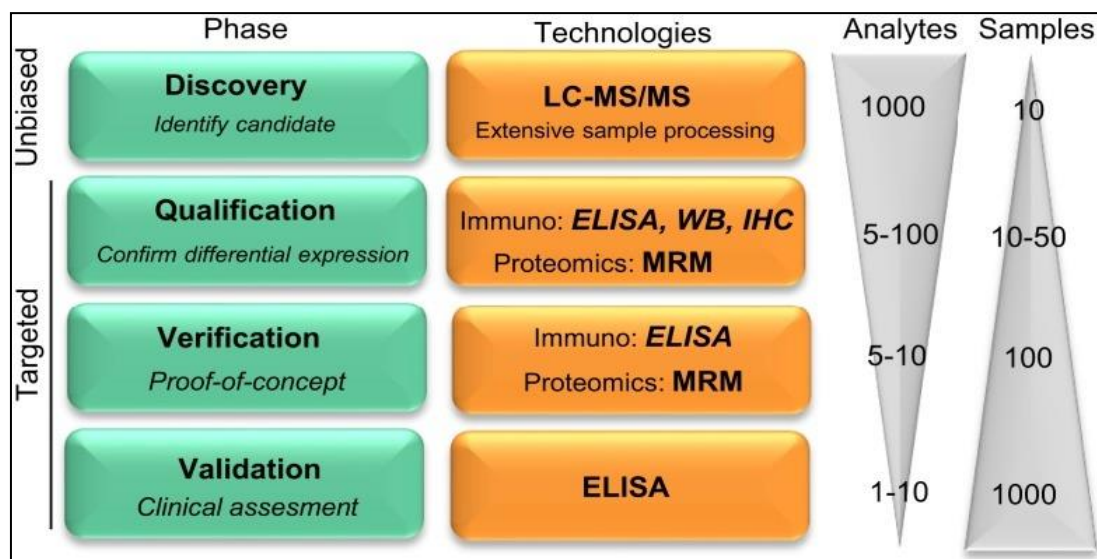 Phase
Technologies
Analytes
Samples
Unbiased
Discovery
Identify candidate
LC-MS/MS
Extensive sample processing
1000
10
Targeted
Qualification
Confirm differential expression
Immuno: ELISA, WB, IHC
Proteomics: MRM
5-100
10-50
Verification
Proof-of-concept
Immuno: ELISA
Proteomics: MRM
5-10
100
Validation
Clinical assesment
ELISA
1-10
1000